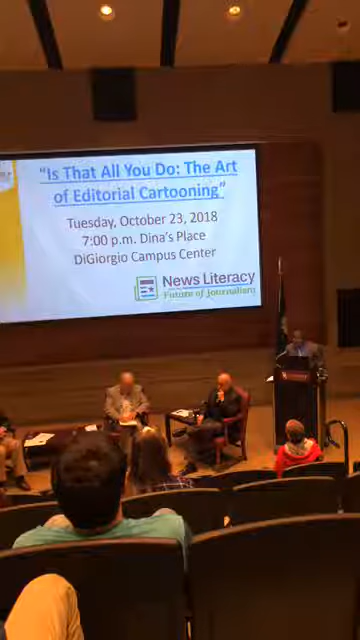 "Is That All You Do: The Art
of Editorial Cartooning"
Tuesday, October 23, 2018
7:00 p.m. Dina's Place
DiGiorgio Campus Center
News Literacy
Future of Journalism